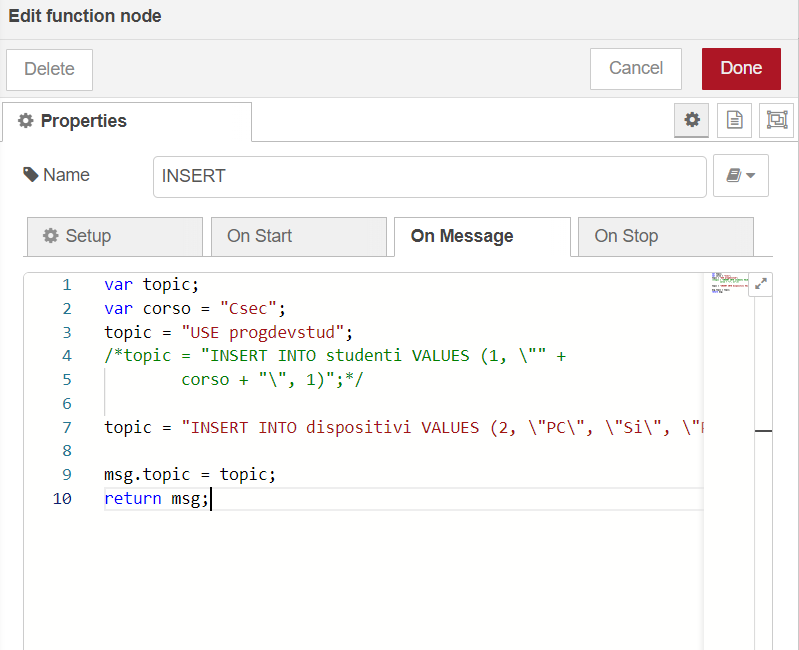 Edit function node
Delete
Cancel
Done
Properties
Name
INSERT
Setup
On Start
On Message
On Stop
1 var topic;
2 var corso = "Csec";
3 topic = "USE progdevstud";
4 /*topic = "INSERT INTO studenti VALUES (1, \"" +
5 corso + "\", 1)";*/
6
7 topic = "INSERT INTO dispositivi VALUES (2, \"PC\", \"Si\", \"
8
9 msg.topic = topic;
10 return msg;